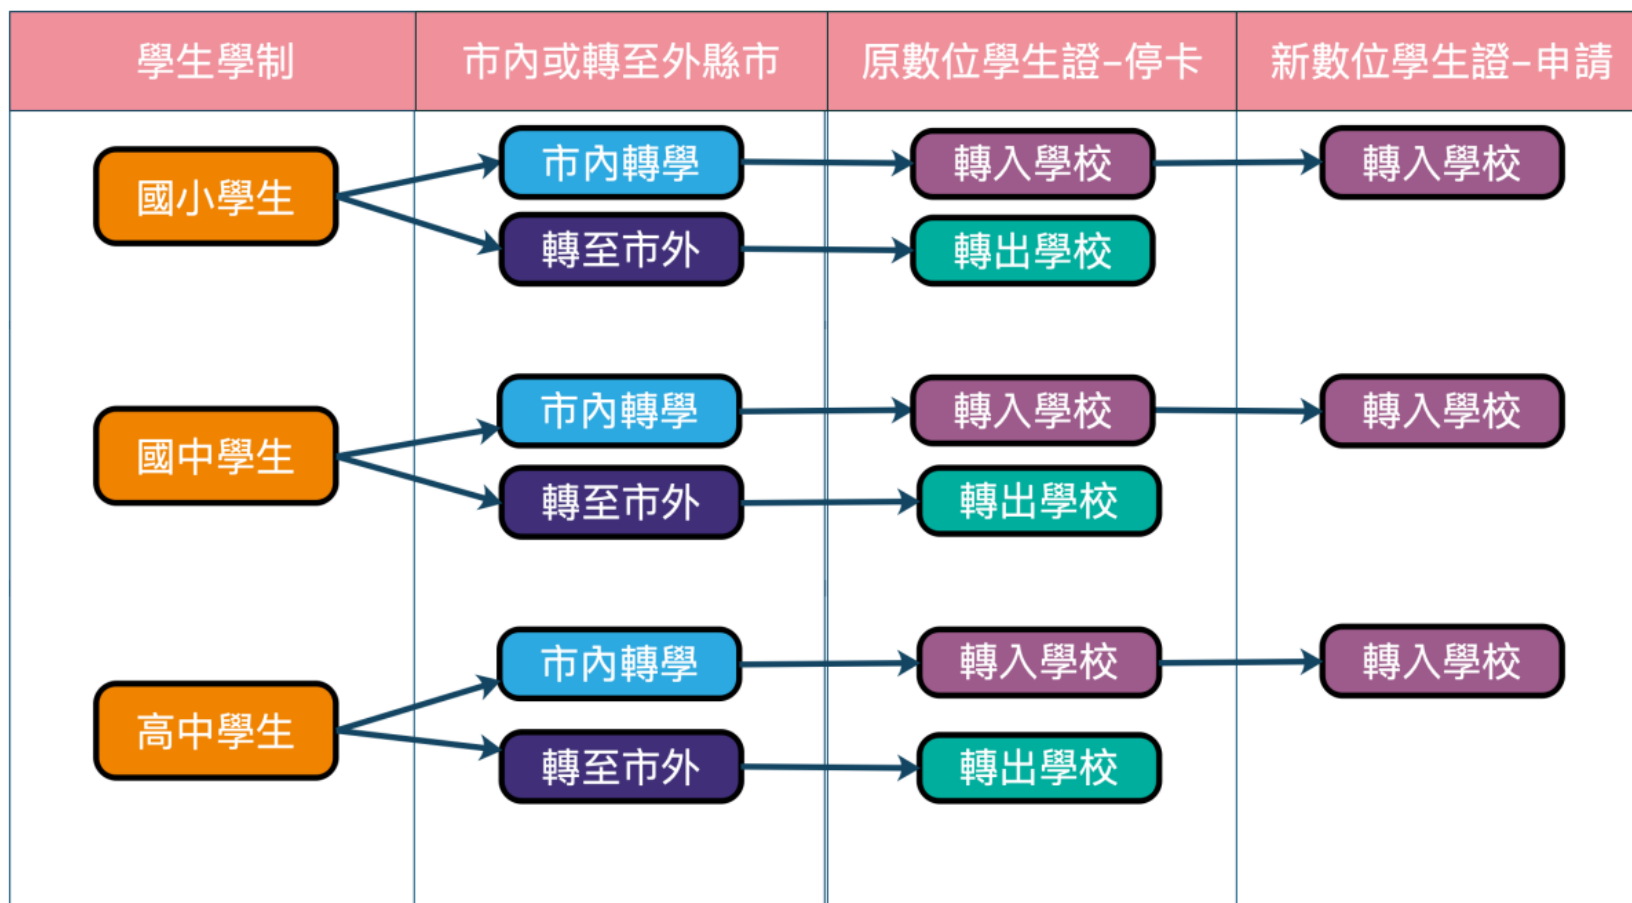 學生學制
市內或轉至外縣市
原數位學生證-停卡
新數位學生證-申請
國小學生
市內轉學
轉入學校
轉入學校
轉至市外
轉出學校
國中學生
市內轉學
轉入學校
轉入學校
轉至市外
轉出學校
高中學生
市內轉學
轉入學校
轉入學校
轉至市外
轉出學校